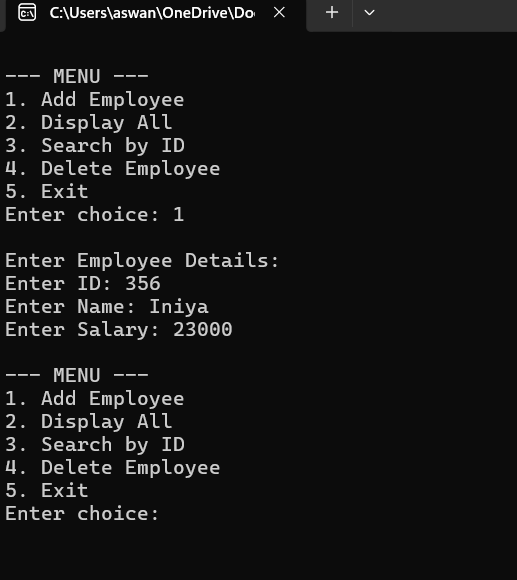 C:\Users\aswan\OneDrive\Do
--- MENU ---
1. Add Employee
2. Display All
3. Search by ID
4. Delete Employee
5. Exit
Enter choice: 1
Enter Employee Details:
Enter ID: 356
Enter Name: Iniya
Enter Salary: 23000
--- MENU ---
1. Add Employee
2. Display All
3. Search by ID
4. Delete Employee
5. Exit
Enter choice: